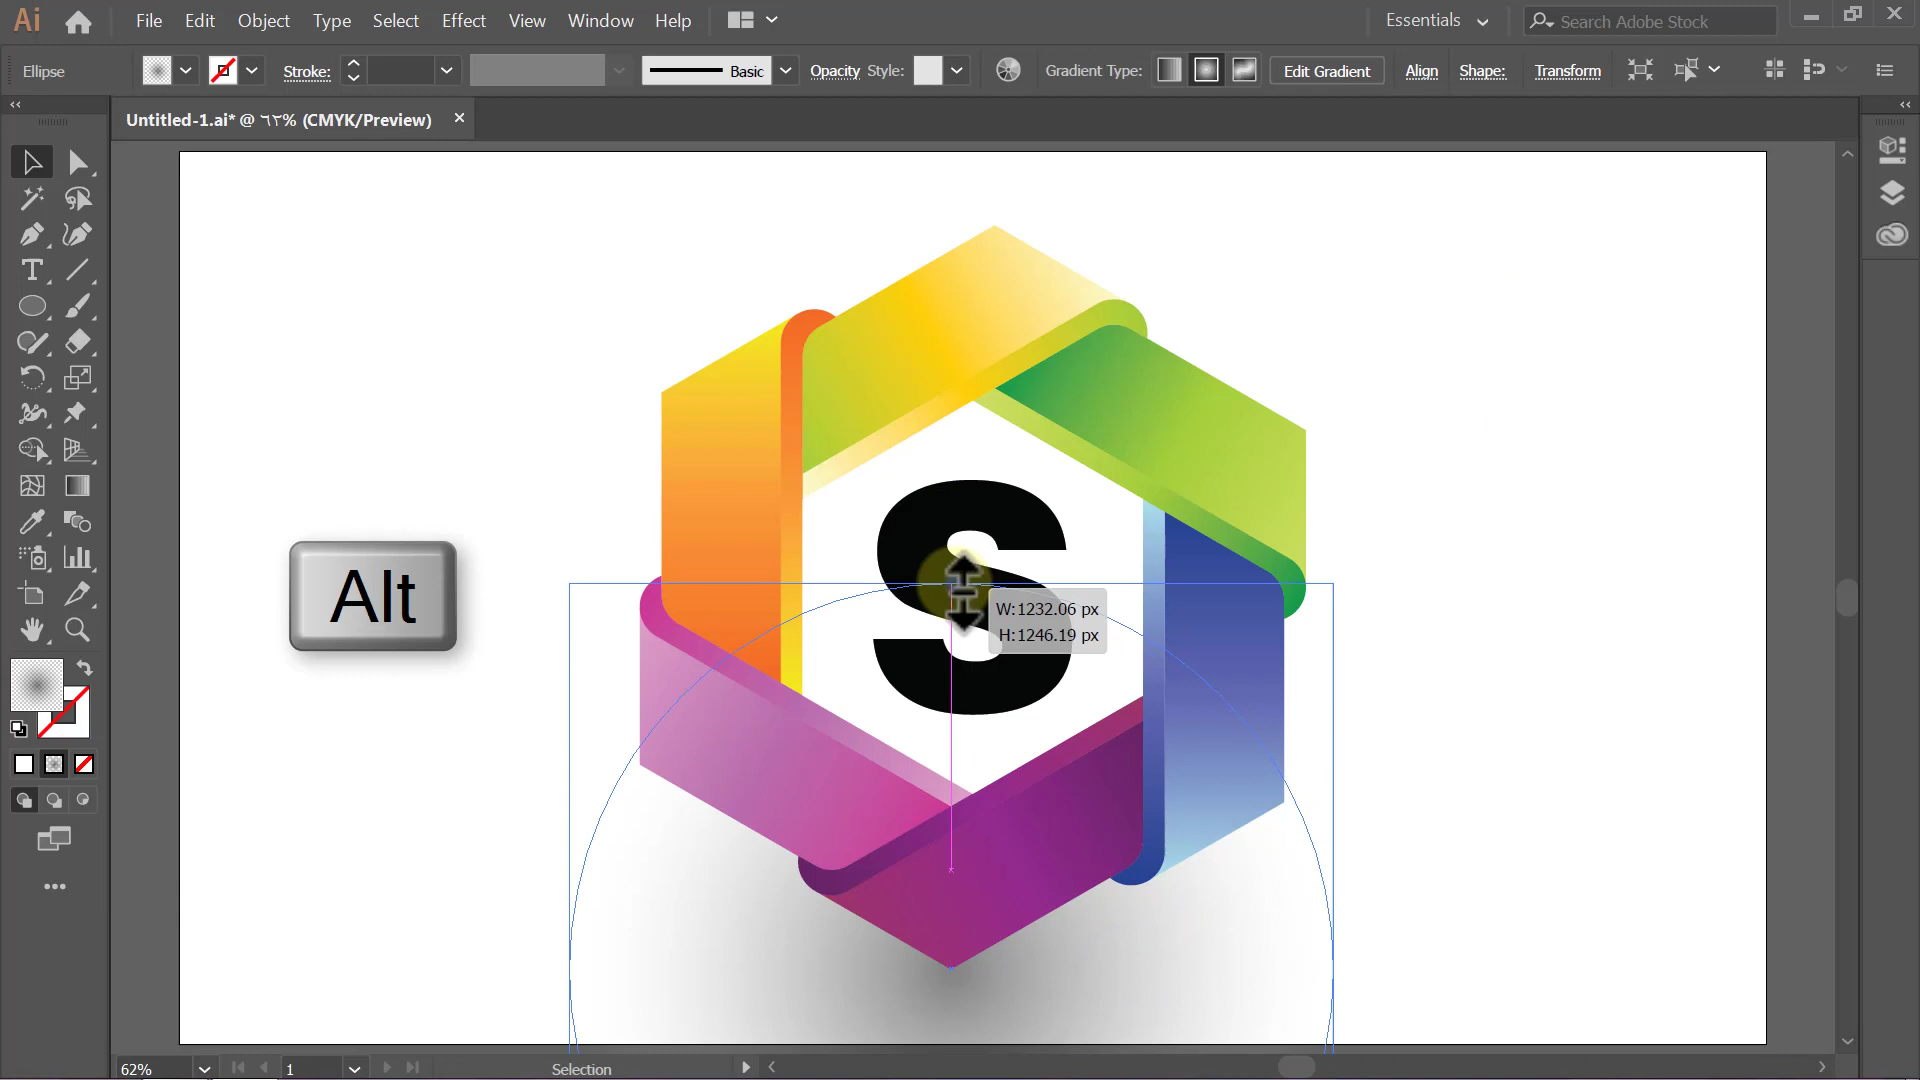 Ai File Edit Object Type Select Effect View Window Help Essentials Search Adobe Stock
Ellipse Stroke: Basic Opacity Style: Gradient Type: Edit Gradient Align Shape: Transform
Untitled-1.ai* @ ٦٢% (CMYK/Preview)
S
Alt
W:1232.06 px
H:1246.19 px
62% 1 Selection